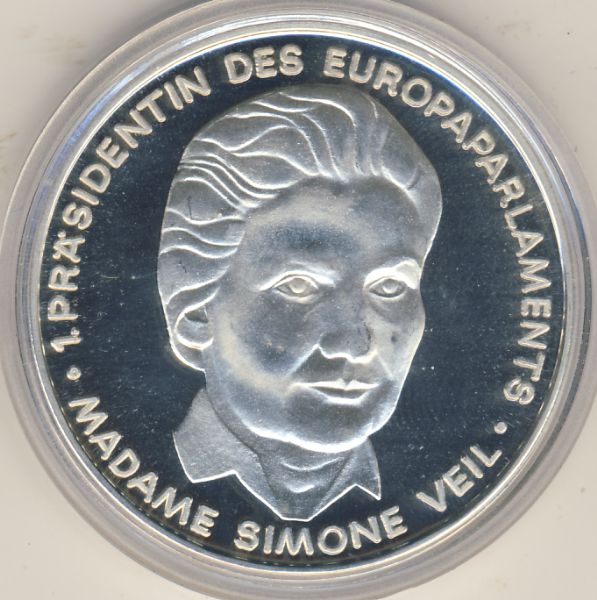 1. PRÄSIDENTIN DES EUROPAPARLAMENTS
• MADAME SIMONE VEIL •